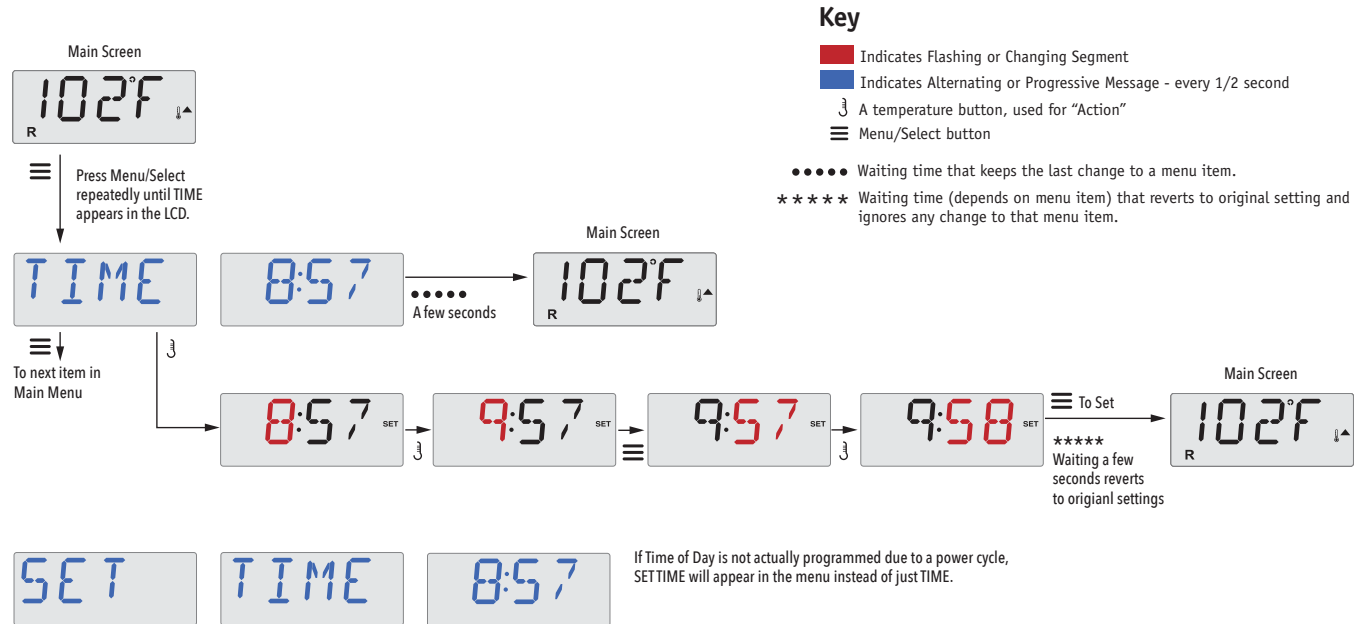 Key
Indicates Flashing or Changing Segment
Indicates Alternating or Progressive Message - every 1/2 second
A temperature button, used for “Action”
Menu/Select button
••••• Waiting time that keeps the last change to a menu item.
***** Waiting time (depends on menu item) that reverts to original setting and
ignores any change to that menu item.
Main Screen
102°F
R
Press Menu/Select
repeatedly until TIME
appears in the LCD.
TIME
8:57
•••••
A few seconds
Main Screen
102°F
R
To next item in
Main Menu
8:57 SET
9:57 SET
9:57 SET
9:58 SET
To Set
*****
Waiting a few
seconds reverts
to origianl settings
Main Screen
102°F
R
SET
TIME
8:57
If Time of Day is not actually programmed due to a power cycle,
SET TIME will appear in the menu instead of just TIME.